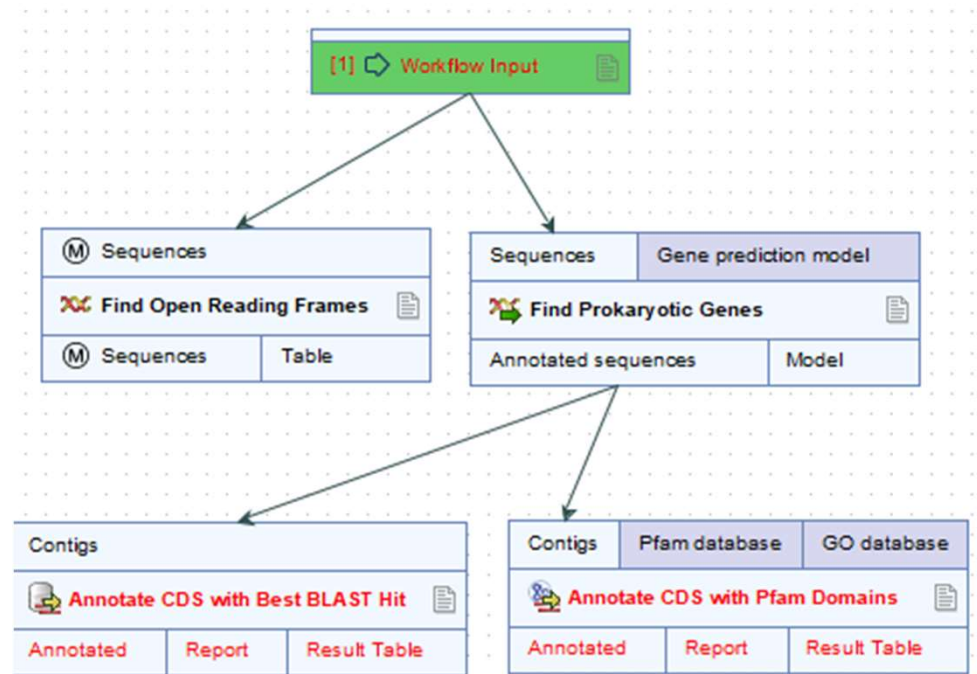 [1] Workflow Input
M Sequences
Find Open Reading Frames
M Sequences Table
Sequences Gene prediction model
Find Prokaryotic Genes
Annotated sequences Model
Contigs
Annotate CDS with Best BLAST Hit
Annotated Report Result Table
Contigs Pfam database GO database
Annotate CDS with Pfam Domains
Annotated Report Result Table